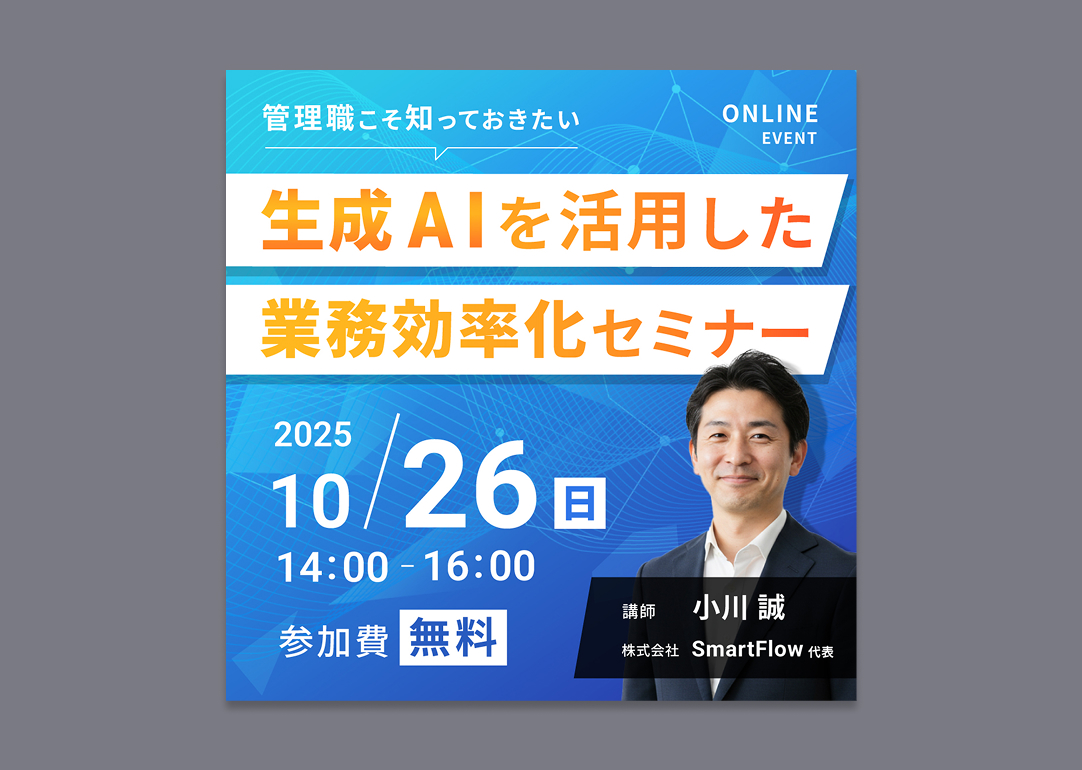 管理職こそ知っておきたい
ONLINE
EVENT
生成AIを活用した
業務効率化セミナー
2025
10/26 日
14:00 - 16:00
参加費 無料
講師 小川 誠
株式会社 SmartFlow 代表